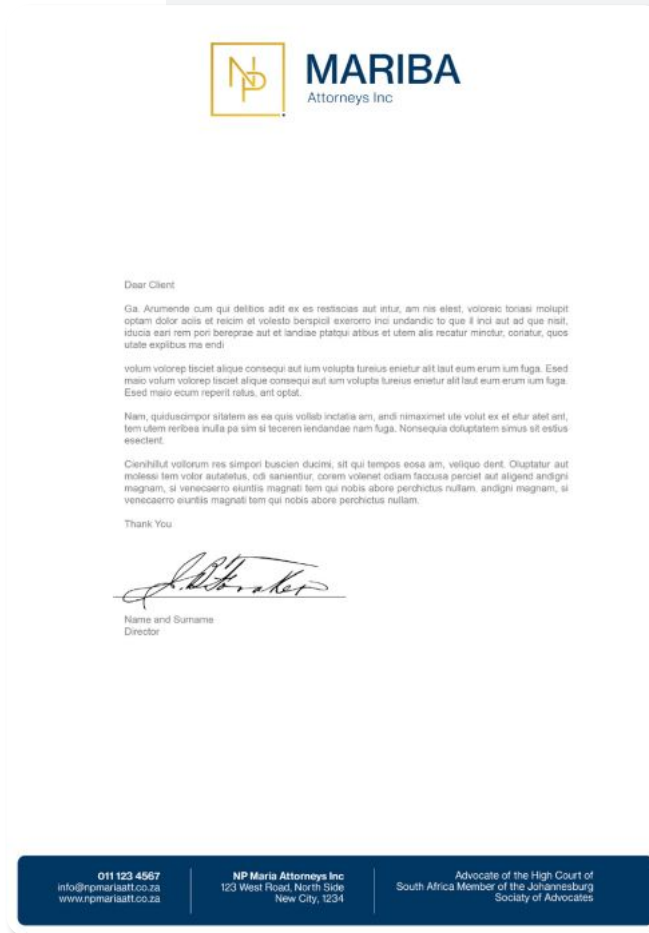 NP
MARIBA
Attorneys Inc
Dear Client
Ga. Arumende cum qui delitios adit ex es restiscias aut intur, am nis elest, voloreic toriasi molupit
optam dolor aciis et reicim et volesto berspicil exerorro inci undandic to que il inci aut ad que nisit,
iducia eari rem pori bereprae aut et landiae ptatqui atibus et utem alis recatur minctur, coriatur, quos
utate explibus ma endi
volum volorep tisciet alique consequi aut ium volupta tureius enietur alit laut eum erum ium fuga. Esed
maio volum volorep tisciet alique consequi aut ium volupta tureius enietur alit laut eum erum ium fuga.
Esed maio ecum reperit ratus, ant optat.
Nam, quiduscimpor sitatem as ea quis vollab inctatia am, andi nimaximet ute volut ex et etur atet ant,
tem utem reribea inulla pa sim si teceren iendandae nam fuga. Nonsequia doluptatem simus sit estius
eseclent.
Cienihillut vollorum res simpori buscien ducimi, sit qui tempos eosa am, veliquo dent. Oluptatur aut
molessi tem volor autatetus, odi sanientiur, corem volenet odiam faccusa perciet aut aligend andigni
magnam, si venecaerro eiuntiis magnati tem qui nobis abore perchictus nullam. andigni magnam, si
venecaerro eiuntiis magnati tem qui nobis abore perchictus nullam.
Thank You
Name and Surname
Director
011 123 4567
info@npmariaatt.co.za
www.npmariaatt.co.za
NP Maria Attorneys Inc
123 West Road, North Side
New City, 1234
Advocate of the High Court of
South Africa Member of the Johannesburg
Sociaty of Advocates